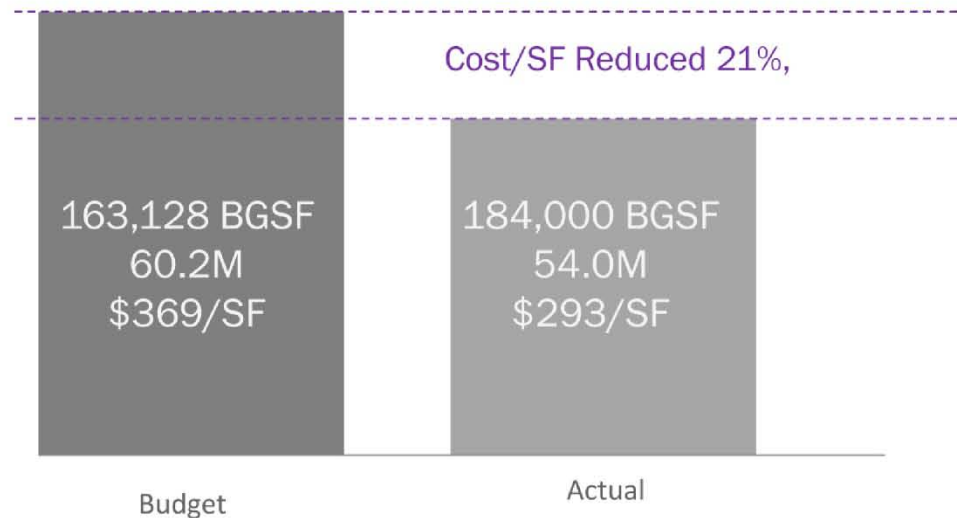 Cost/SF Reduced 21%,
163,128 BGSF
60.2M
$369/SF
184,000 BGSF
54.0M
$293/SF
Budget
Actual